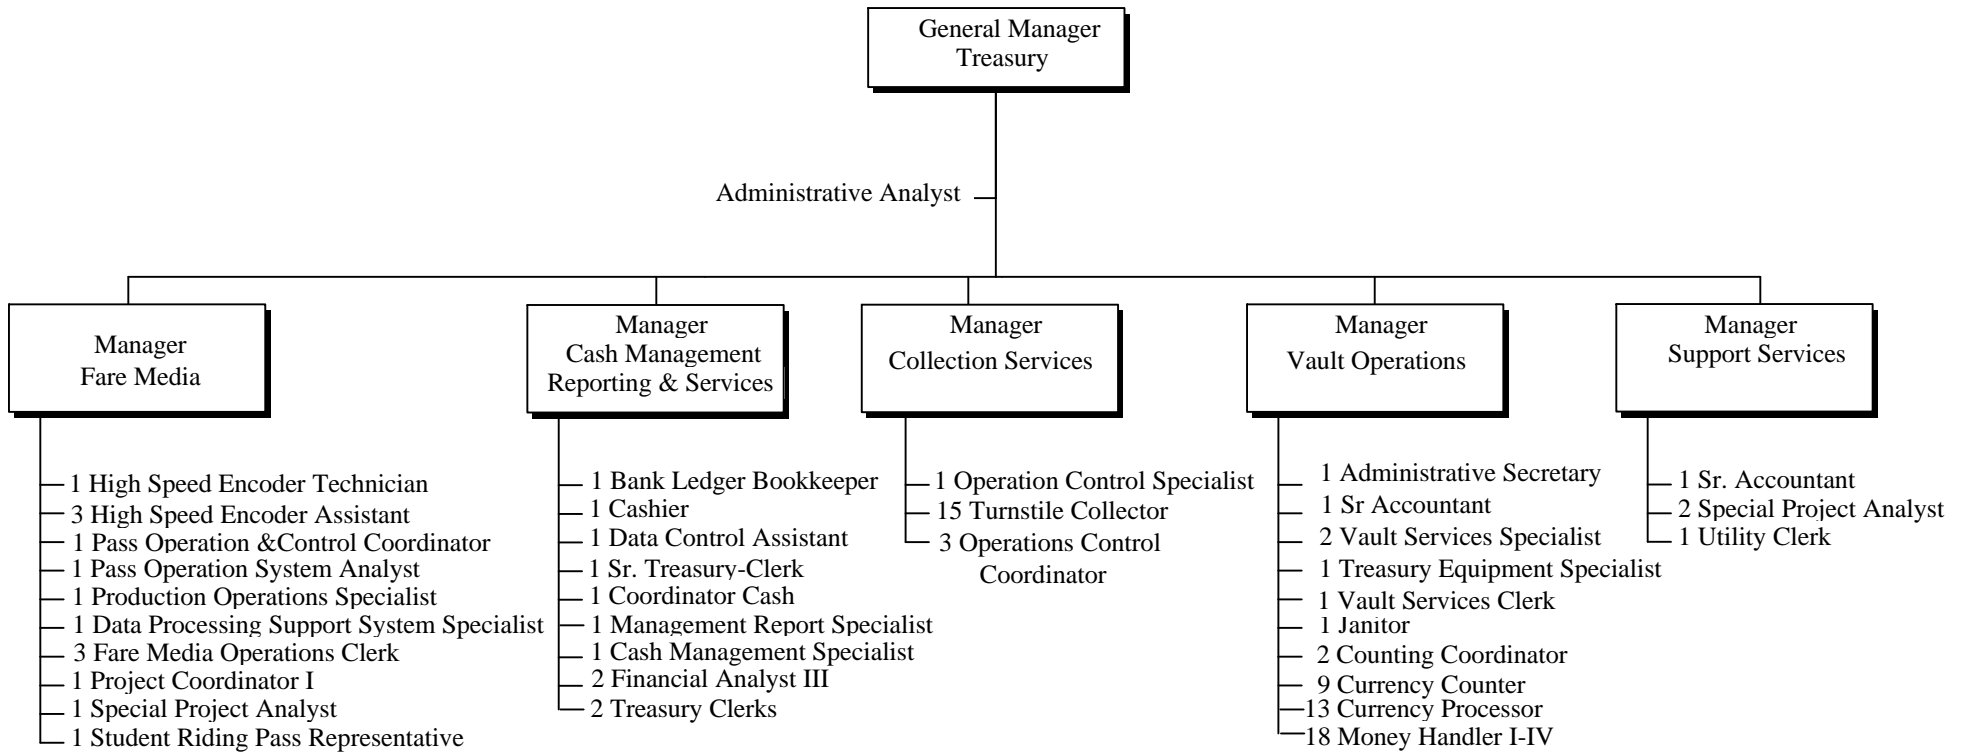 General Manager
Treasury
Administrative Analyst
Manager
Fare Media
1 High Speed Encoder Technician
3 High Speed Encoder Assistant
1 Pass Operation &Control Coordinator
1 Pass Operation System Analyst
1 Production Operations Specialist
1 Data Processing Support System Specialist
3 Fare Media Operations Clerk
1 Project Coordinator I
1 Special Project Analyst
1 Student Riding Pass Representative
Manager
Cash Management
Reporting & Services
1 Bank Ledger Bookkeeper
1 Cashier
1 Data Control Assistant
1 Sr. Treasury-Clerk
1 Coordinator Cash
1 Management Report Specialist
1 Cash Management Specialist
2 Financial Analyst III
2 Treasury Clerks
Manager
Collection Services
1 Operation Control Specialist
15 Turnstile Collector
3 Operations Control
Coordinator
Manager
Vault Operations
1 Administrative Secretary
1 Sr Accountant
2 Vault Services Specialist
1 Treasury Equipment Specialist
1 Vault Services Clerk
1 Janitor
2 Counting Coordinator
9 Currency Counter
13 Currency Processor
18 Money Handler I-IV
Manager
Support Services
1 Sr. Accountant
2 Special Project Analyst
1 Utility Clerk